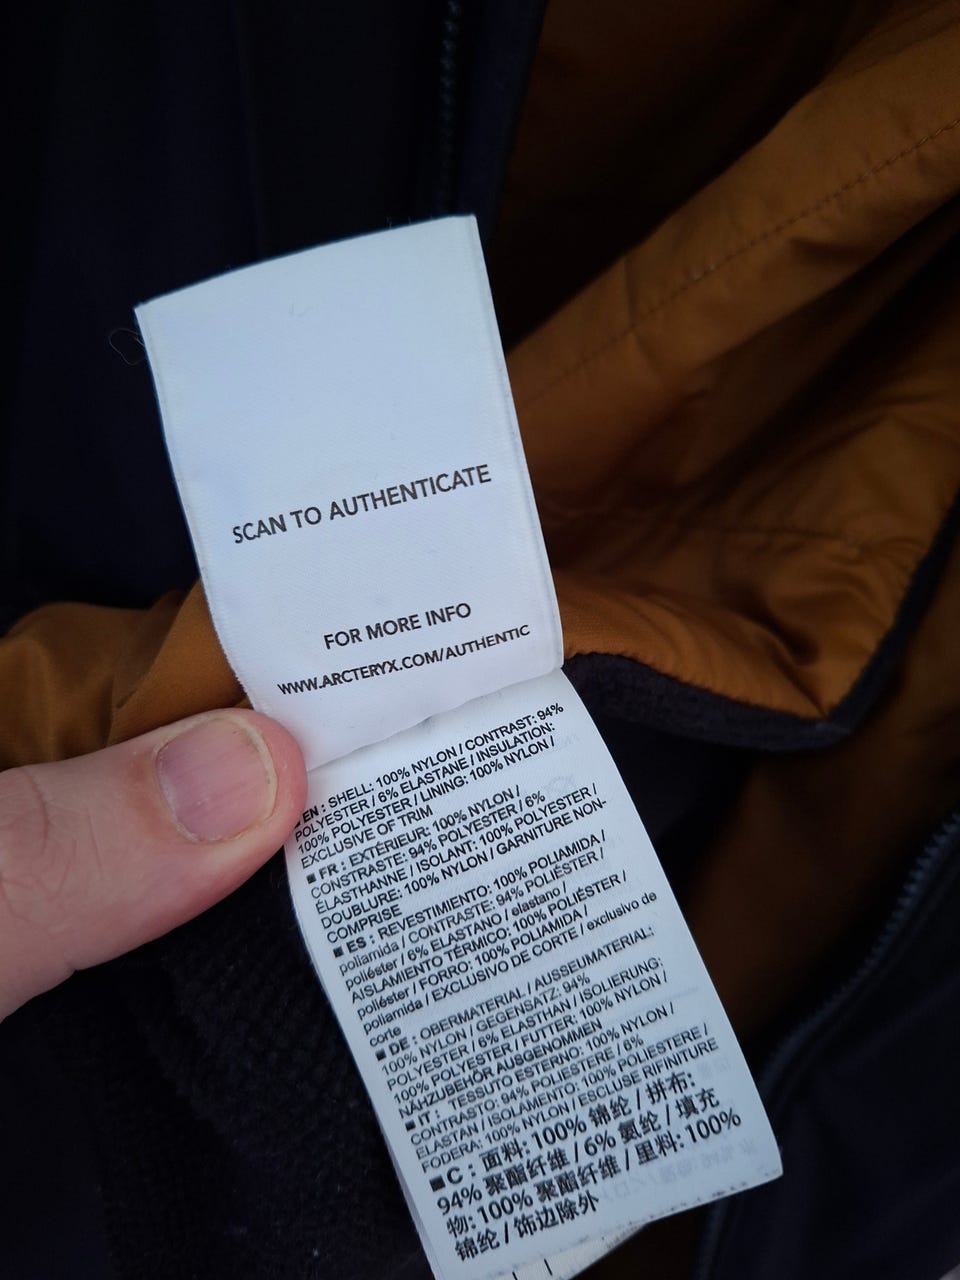 SCAN TO AUTHENTICATE
FOR MORE INFO
WWW.ARCTERYX.COM/AUTHENTIC
■ EN : SHELL: 100% NYLON / CONTRAST: 94%
POLYESTER / 6% ELASTANE / INSULATION:
100% POLYESTER / LINING: 100% NYLON /
EXCLUSIVE OF TRIM
■ FR : EXTÉRIEUR: 100% NYLON /
CONSTRASTE: 94% POLYESTER / 6%
ÉLASTHANNE / ISOLANT: 100% POLYESTER /
DOUBLURE: 100% NYLON / GARNITURE NON-
COMPRISE
■ ES : REVESTIMIENTO: 100% POLIAMIDA /
poliamida / CONTRASTE: 94% POLIÉSTER /
poliéster / 6% ELASTANO / elastano /
AISLAMIENTO TÉRMICO: 100% POLIÉSTER /
poliéster / FORRO: 100% POLIAMIDA /
poliamida / EXCLUSIVO DE CORTE / exclusivo de
corte
■ DE : OBERMATERIAL / AUSSEUMATERIAL:
100% NYLON / GEGENSATZ: 94%
POLYESTER / 6% ELASTHAN / ISOLIERUNG:
100% POLYESTER / FUTTER: 100% NYLON /
NÄHZUBEHÖR AUSGENOMMEN
■ IT : TESSUTO ESTERNO: 100% NYLON /
CONTRASTO: 94% POLIESTERE / 6%
ELASTAN / ISOLAMENTO: 100% POLIESTERE /
FODERA: 100% NYLON / ESCLUSE RIFINITURE
■ C : 面料: 100% 锦纶 / 拼布:
94% 聚酯纤维 / 6% 氨纶 / 填充
物: 100% 聚酯纤维 / 里料: 100%
锦纶 / 饰边除外